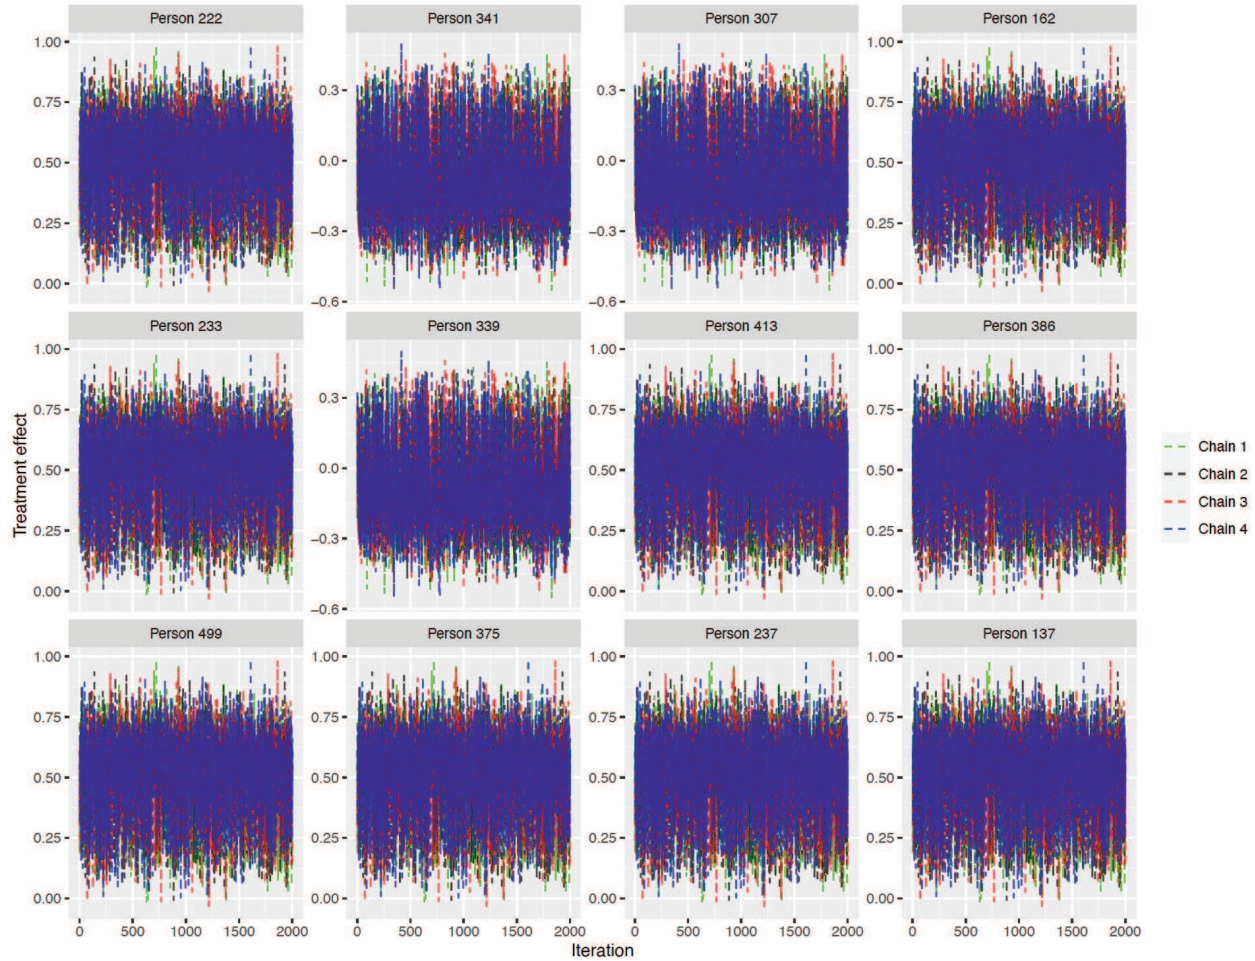 Person 222 Person 341 Person 307 Person 162
1.00 0.3 0.3 1.00
0.75 0.0 0.0 0.75
0.50 −0.3 −0.3 0.50
0.25 −0.6 −0.6 0.25
0.00 0.00
Person 233 Person 339 Person 413 Person 386
1.00 0.3 1.00 1.00
0.75 0.0 0.75 0.75
0.50 −0.3 0.50 0.50
0.25 −0.6 0.25 0.25
0.00 0.00 0.00
Person 499 Person 375 Person 237 Person 137
1.00 1.00 1.00 1.00
0.75 0.75 0.75 0.75
0.50 0.50 0.50 0.50
0.25 0.25 0.25 0.25
0.00 0.00 0.00 0.00
0 500 1000 1500 2000 0 500 1000 1500 2000 0 500 1000 1500 2000 0 500 1000 1500 2000
Iteration
Treatment effect
Chain 1
Chain 2
Chain 3
Chain 4